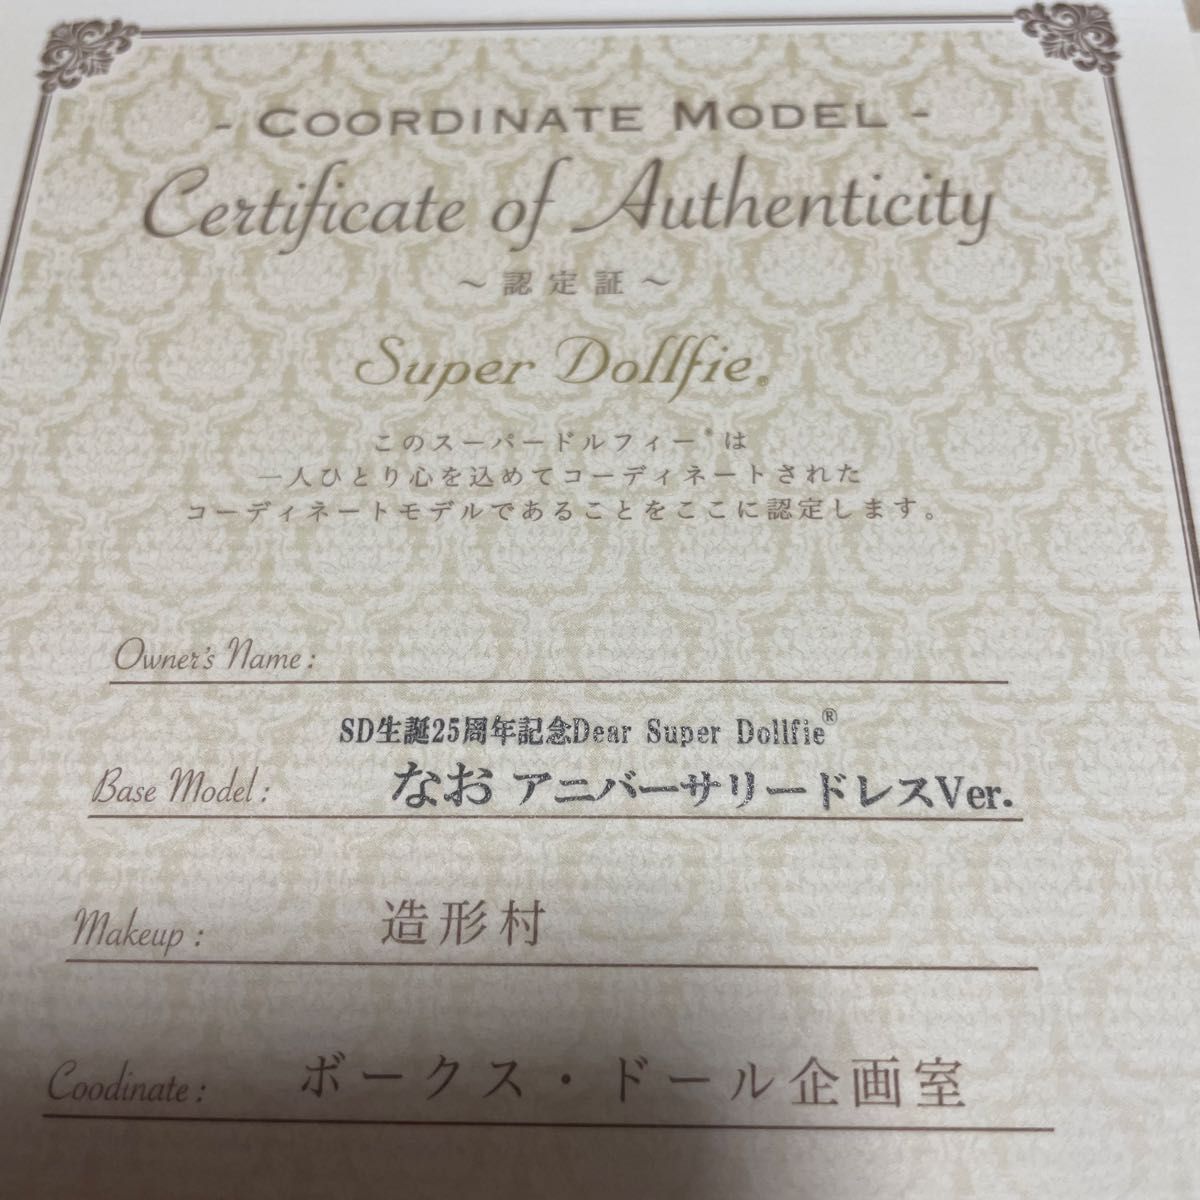 - COORDINATE MODEL -
Certificate of Authenticity
～認定証～
Super Dollfie®
このスーパードルフィー®は
一人ひとり心を込めてコーディネートされた
コーディネートモデルであることをここに認定します。
Owner's Name:
SD生誕25周年記念Dear Super Dollfie®
Base Model: なお アニバーサリードレスVer.
Makeup: 造形村
Coodinate: ボークス・ドール企画室